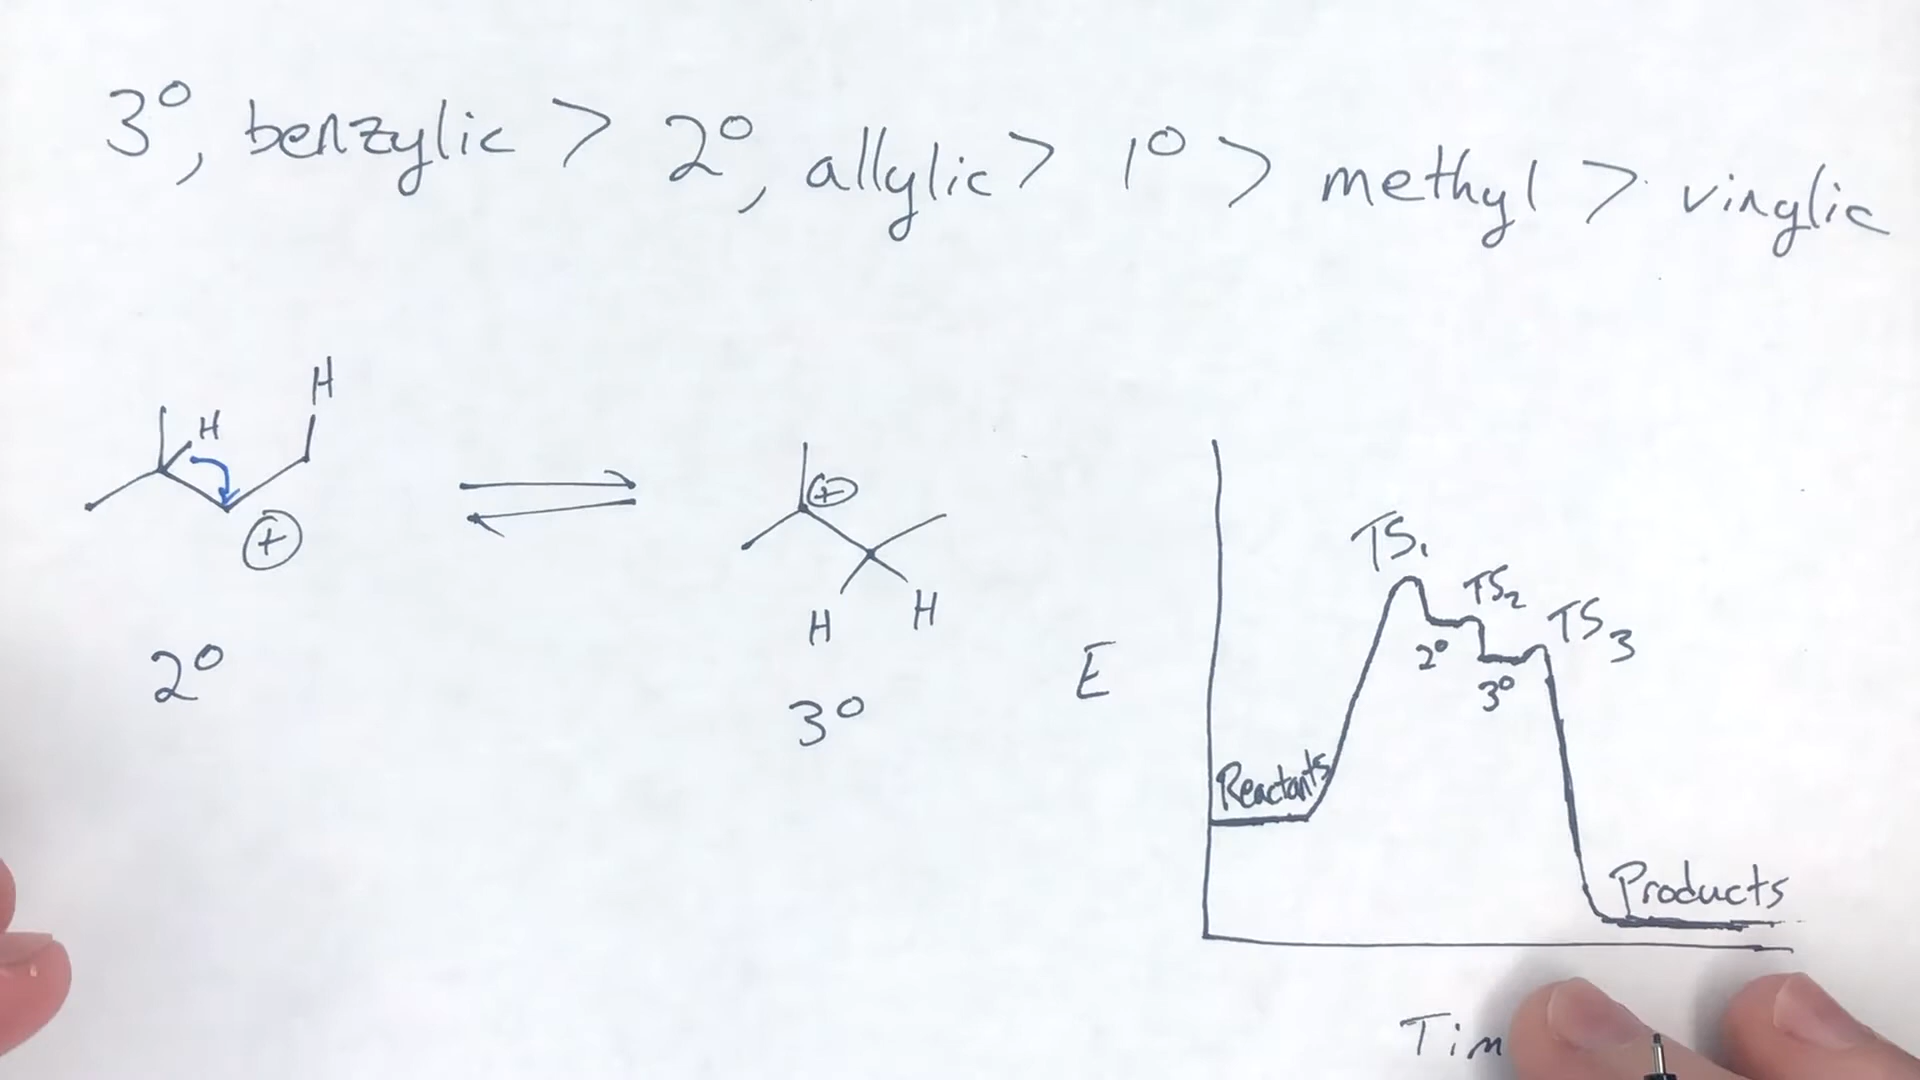 3°, benzylic > 2°, allylic > 1° > methyl > vinylic
H
H
+
2°
+
H H
3°
E
TS1
TS2
TS3
2°
3°
Reactants
Products
Tim